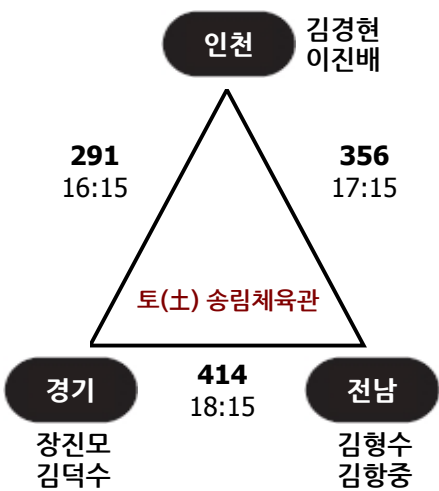 인천
김경현
이진배
291
16:15
356
17:15
토(土) 송림체육관
경기
414
18:15
전남
장진모
김덕수
김형수
김항중